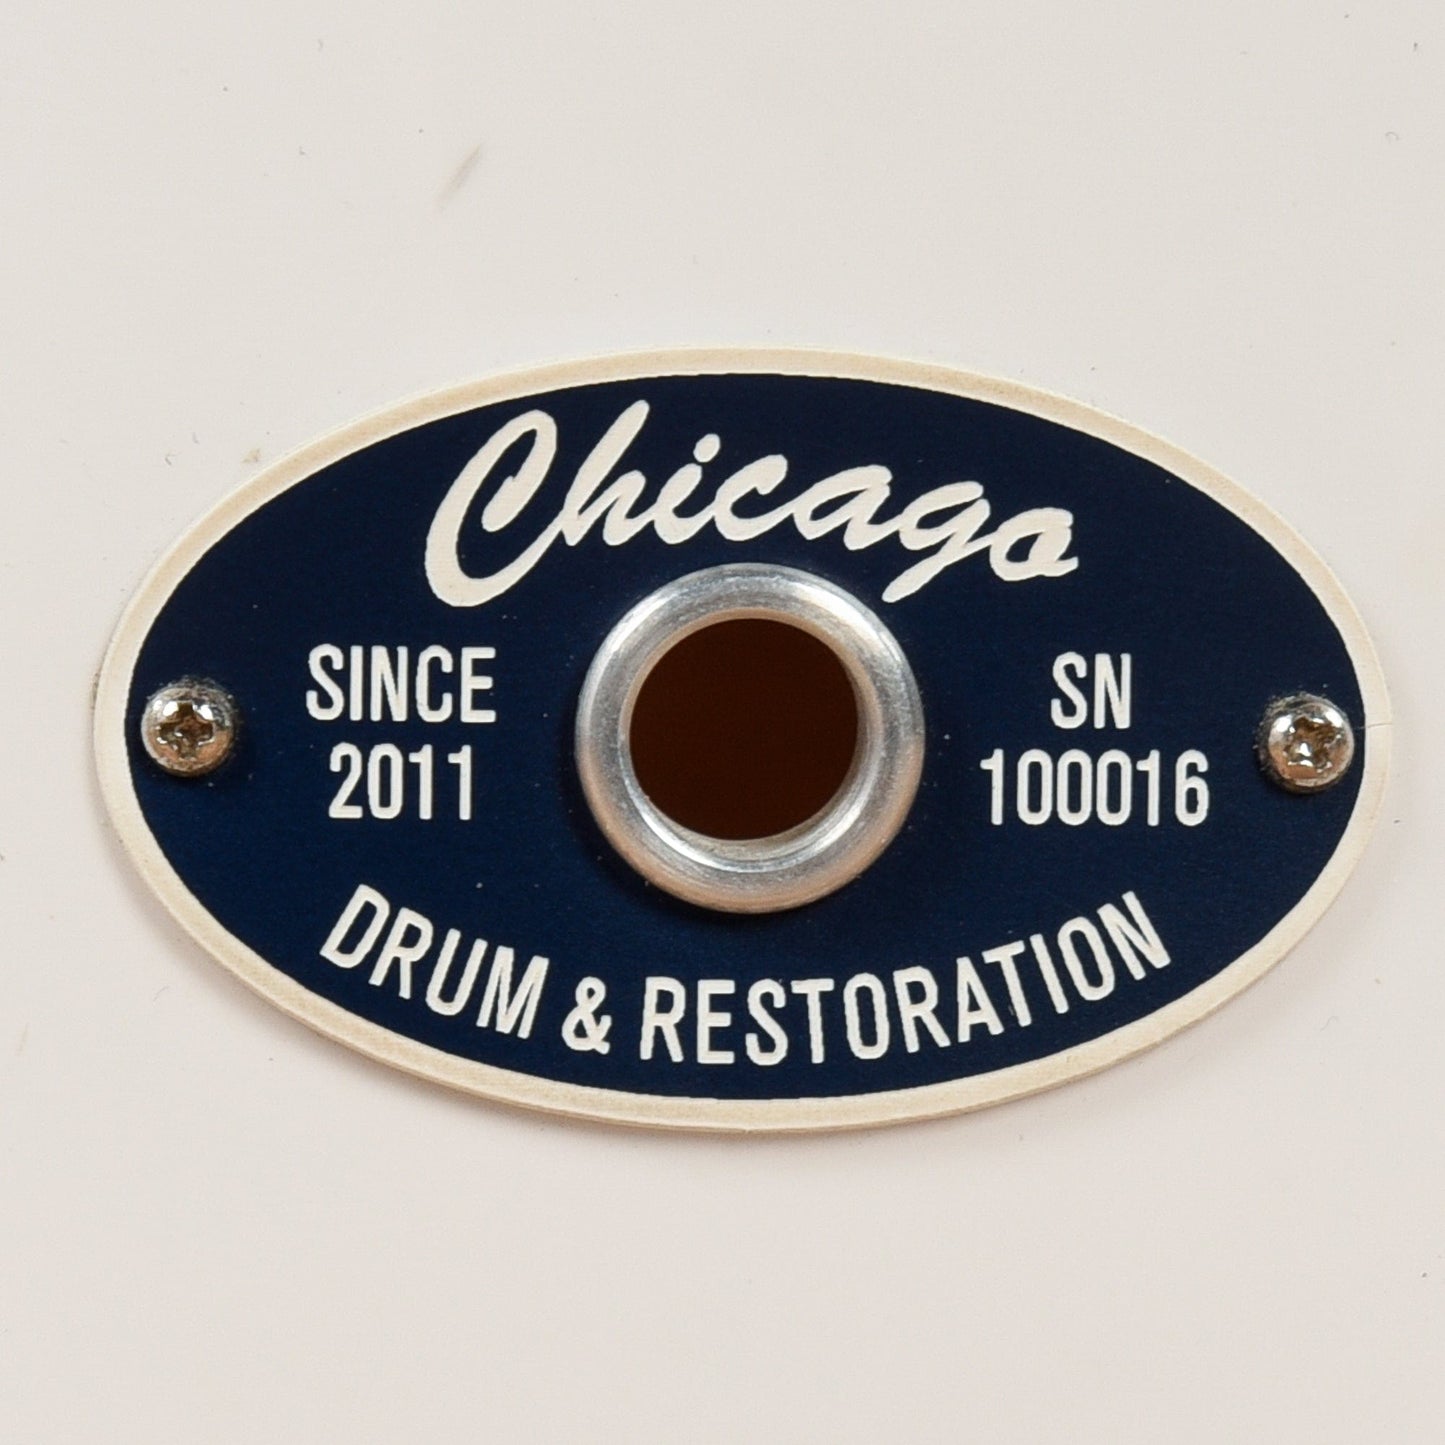 Chicago
SINCE
2011
SN
100016
DRUM & RESTORATION